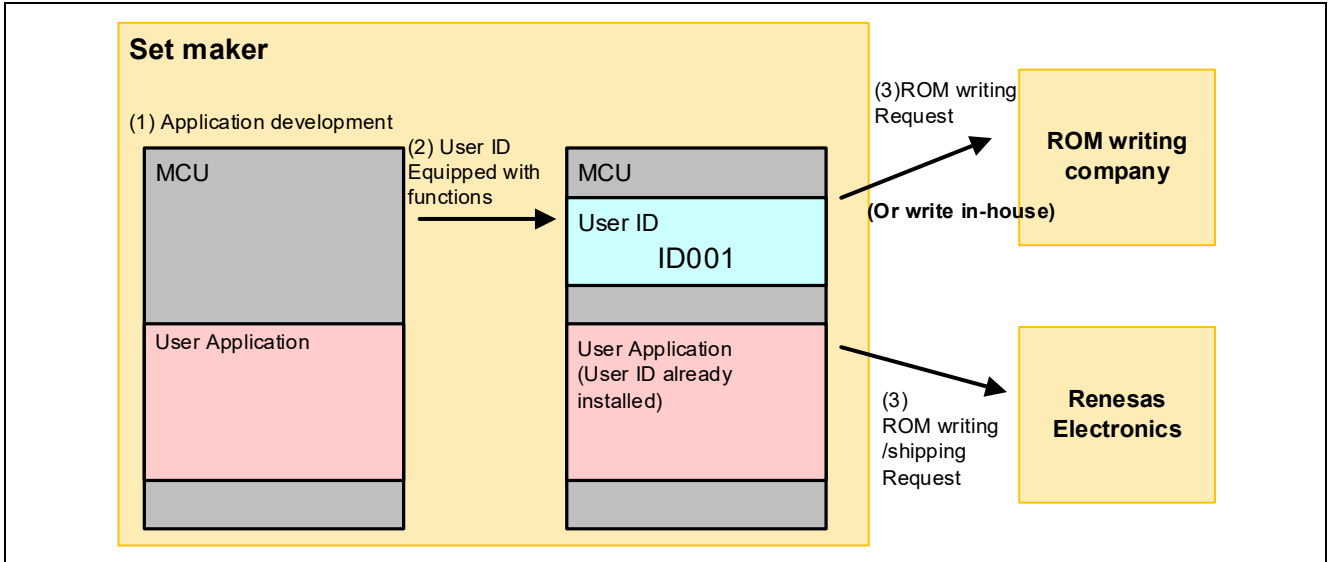 Set maker
(1) Application development
MCU
User Application
(2) User ID
Equipped with
functions
MCU
User ID
ID001
User Application
(User ID already
installed)
(3)ROM writing
Request
(Or write in-house)
ROM writing
company
(3)
ROM writing
/shipping
Request
Renesas
Electronics